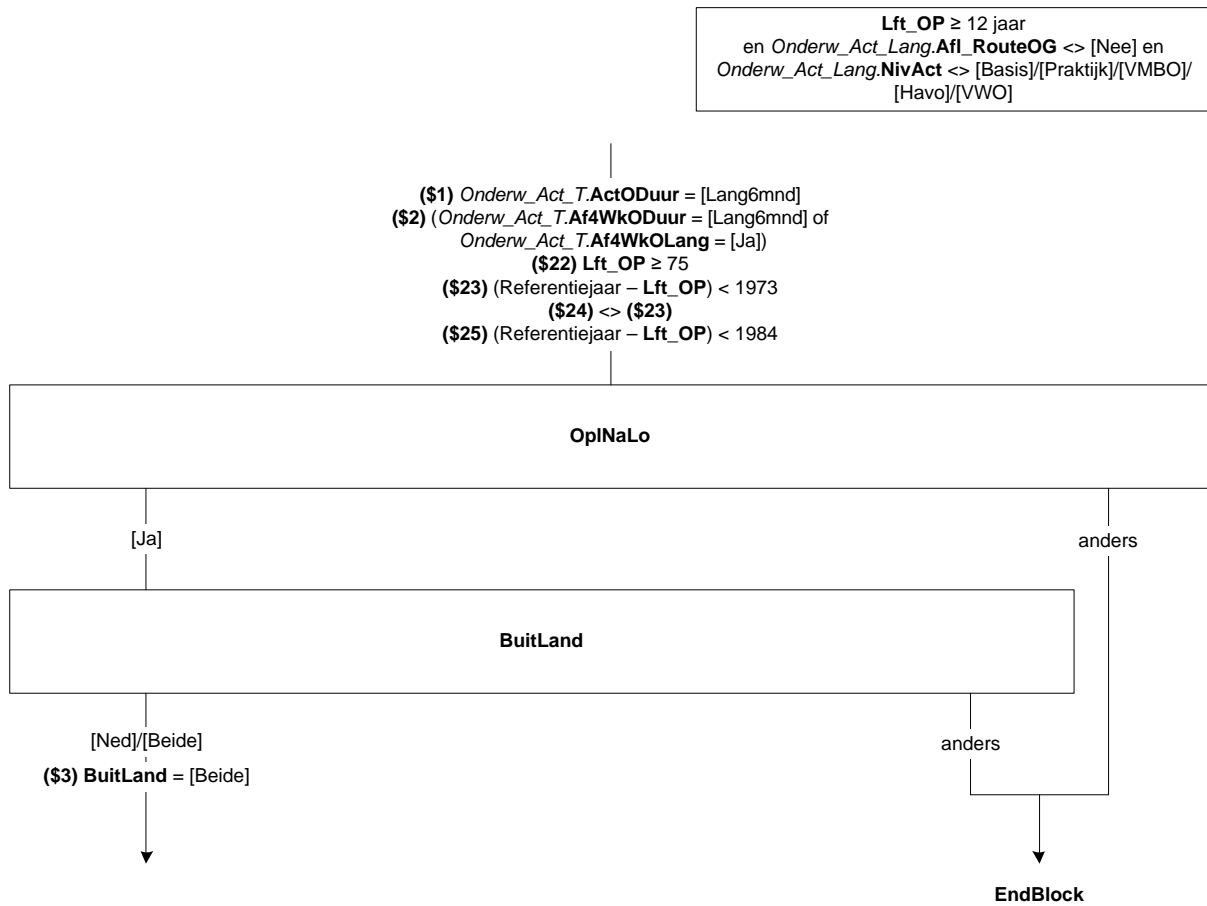 Lft_OP ≥ 12 jaar
en Onderw_Act_Lang.Afl_RouteOG <> [Nee] en
Onderw_Act_Lang.NivAct <> [Basis]/[Praktijk]/[VMBO]/
[Havo]/[VWO]
($1) Onderw_Act_T.ActODuur = [Lang6mnd]
($2) (Onderw_Act_T.Af4WkODuur = [Lang6mnd] of
Onderw_Act_T.Af4WkOLang = [Ja])
($22) Lft_OP ≥ 75
($23) (Referentiejaar – Lft_OP) < 1973
($24) <> ($23)
($25) (Referentiejaar – Lft_OP) < 1984
OplNaLo
[Ja]
anders
BuitLand
[Ned]/[Beide]
anders
($3) BuitLand = [Beide]
EndBlock